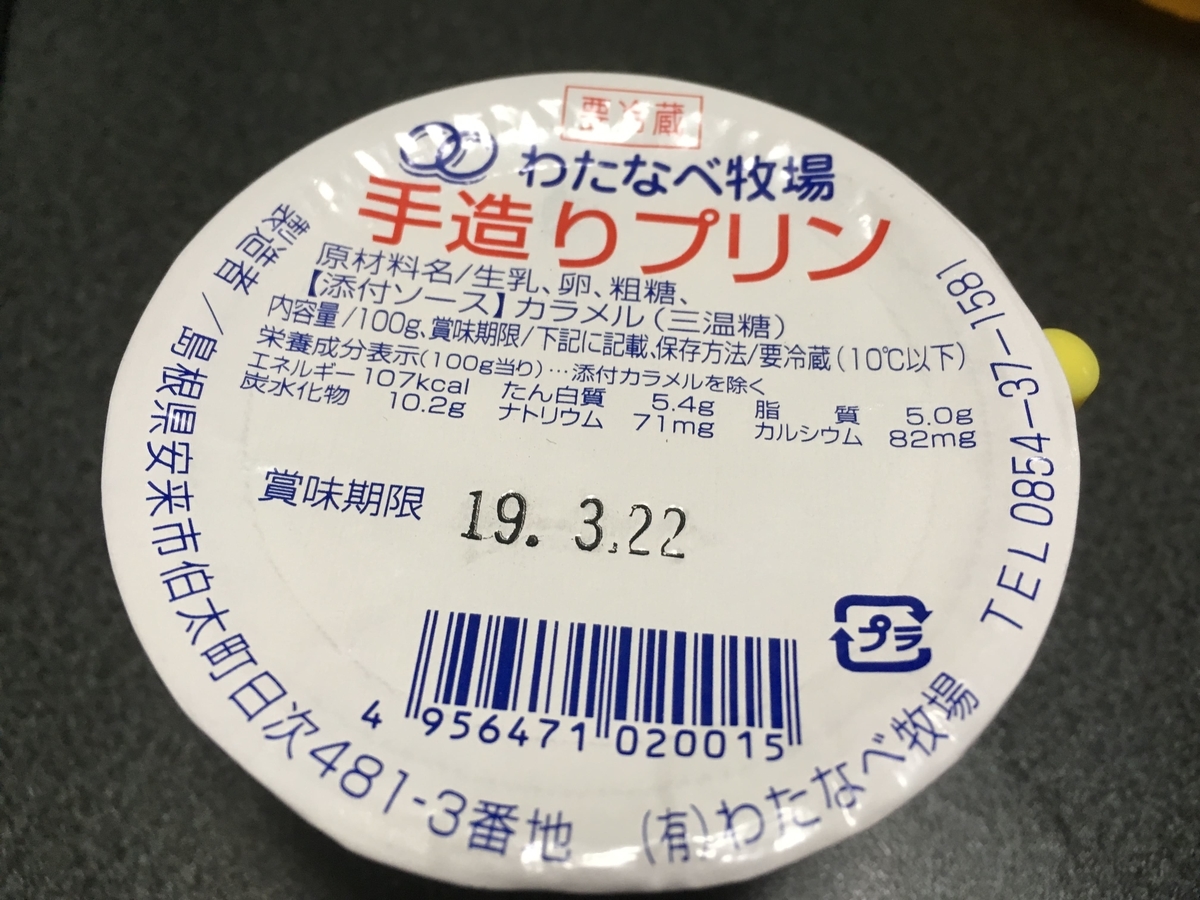 要冷蔵
わたなべ牧場
手造りプリン
原材料名/生乳、卵、粗糖、
【添付ソース】カラメル(三温糖)
内容量/100g、賞味期限/下記に記載、保存方法/要冷蔵(10℃以下)
栄養成分表示(100g当り)…添付カラメルを除く
エネルギー 107kcal たん白質 5.4g 脂質 5.0g
炭水化物 10.2g ナトリウム 71mg カルシウム 82mg
賞味期限 19. 3.22
プラ
4 956471 020015
製造者/島根県安来市伯太町日次481-3番地 (有)わたなべ牧場 TEL 0854-37-1581